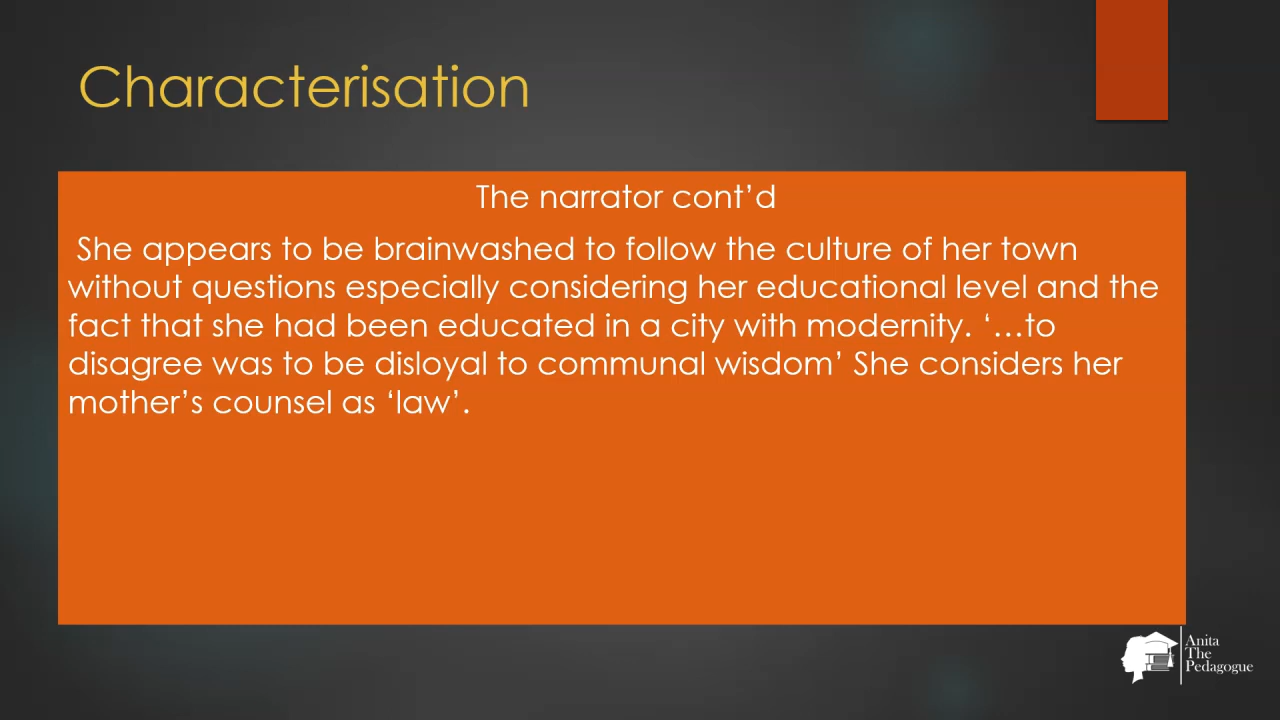 Characterisation
The narrator cont’d
She appears to be brainwashed to follow the culture of her town
without questions especially considering her educational level and the
fact that she had been educated in a city with modernity. ‘…to
disagree was to be disloyal to communal wisdom’ She considers her
mother’s counsel as ‘law’.
Anita
The
Pedagogue